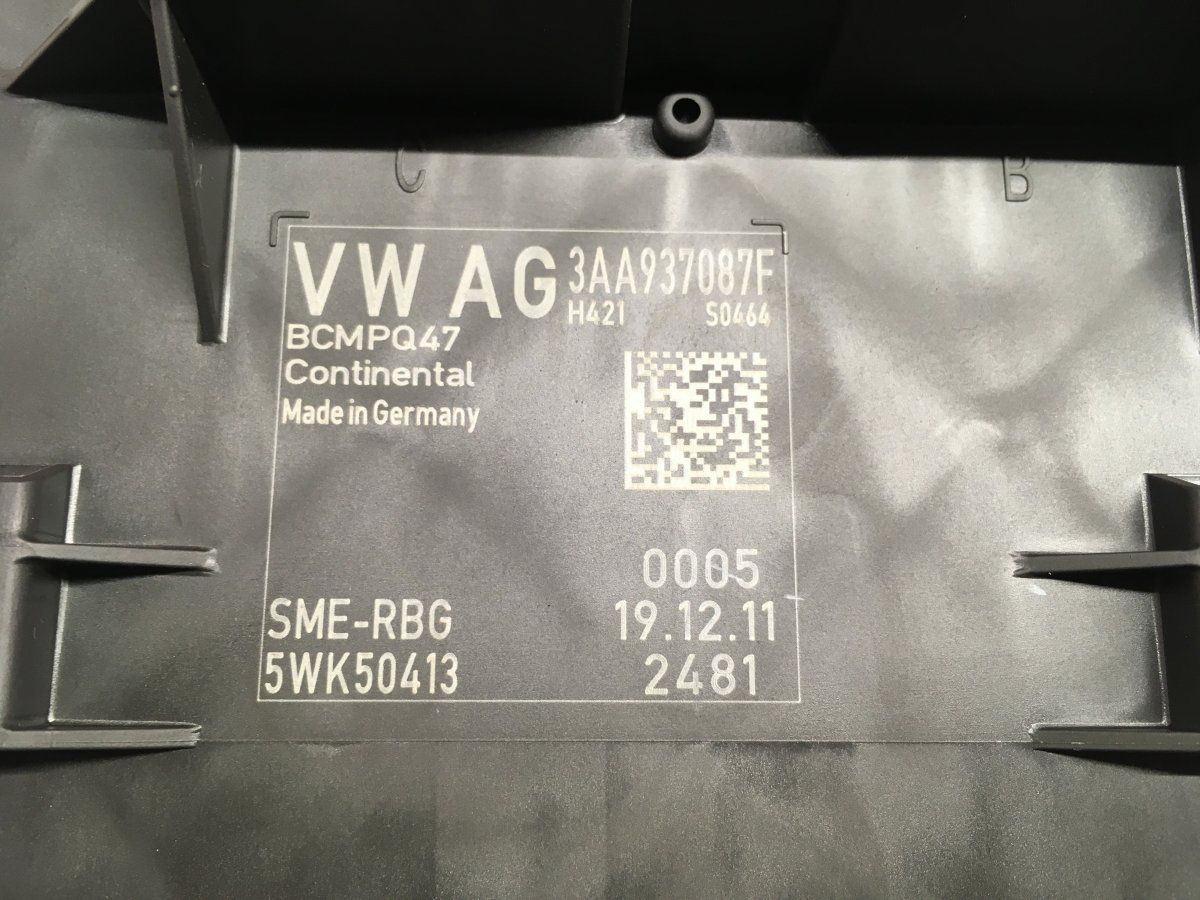 C
B
VW AG 3AA937087F
H421 S0464
BCMPQ47
Continental
Made in Germany
0005
SME-RBG 19.12.11
5WK50413 2481